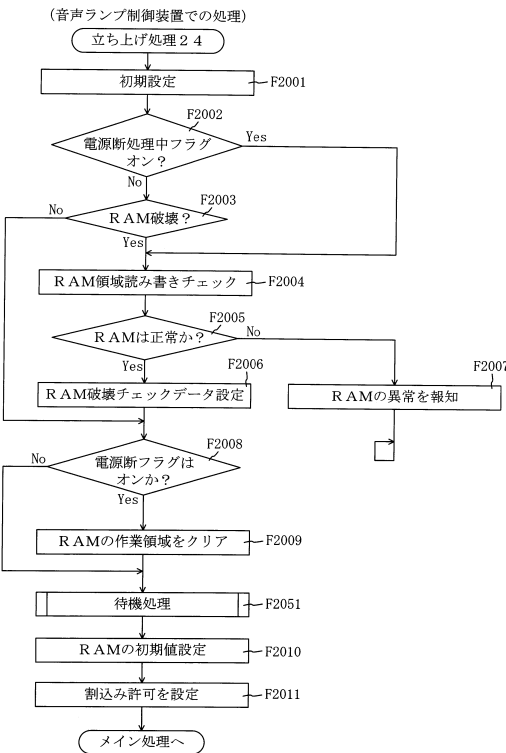 (音声ランプ制御装置での処理)
立ち上げ処理24
初期設定
F2001
F2002
電源断処理中フラグ
オン?
Yes
No
F2003
RAM破壊?
No
Yes
RAM領域読み書きチェック
F2004
F2005
RAMは正常か?
No
Yes
F2006
RAM破壊チェックデータ設定
F2007
RAMの異常を報知
F2008
電源断フラグは
オンか?
No
Yes
RAMの作業領域をクリア
F2009
待機処理
F2051
RAMの初期値設定
F2010
割込み許可を設定
F2011
メイン処理へ